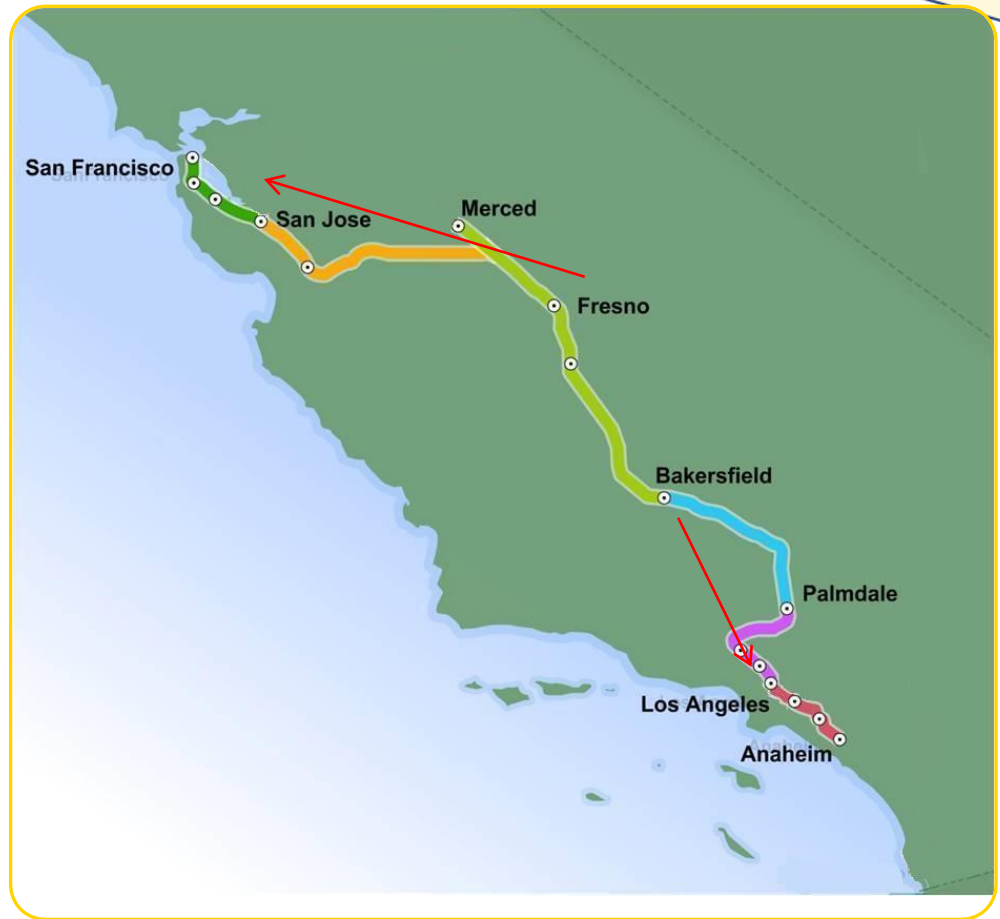 San Francisco
San Jose
Merced
Fresno
Bakersfield
Palmdale
Los Angeles
Anaheim